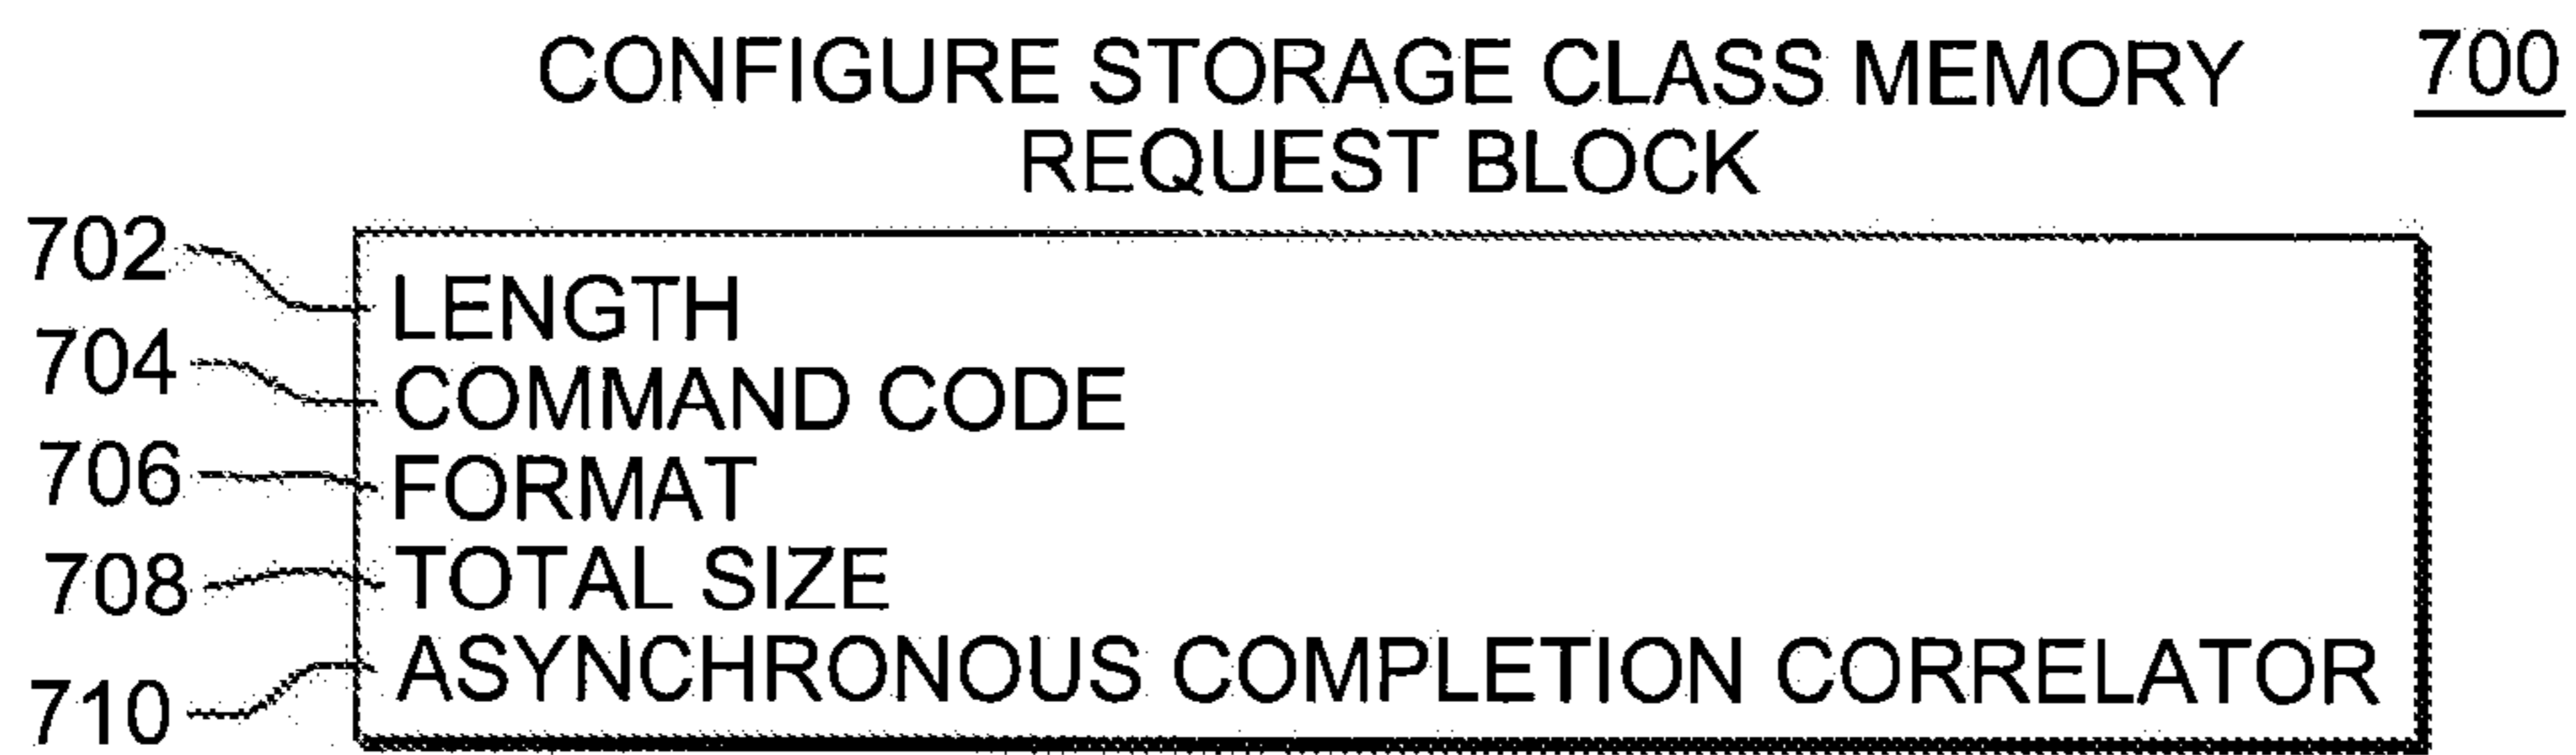 CONFIGURE STORAGE CLASS MEMORY 700
REQUEST BLOCK
702 LENGTH
704 COMMAND CODE
706 FORMAT
708 TOTAL SIZE
710 ASYNCHRONOUS COMPLETION CORRELATOR